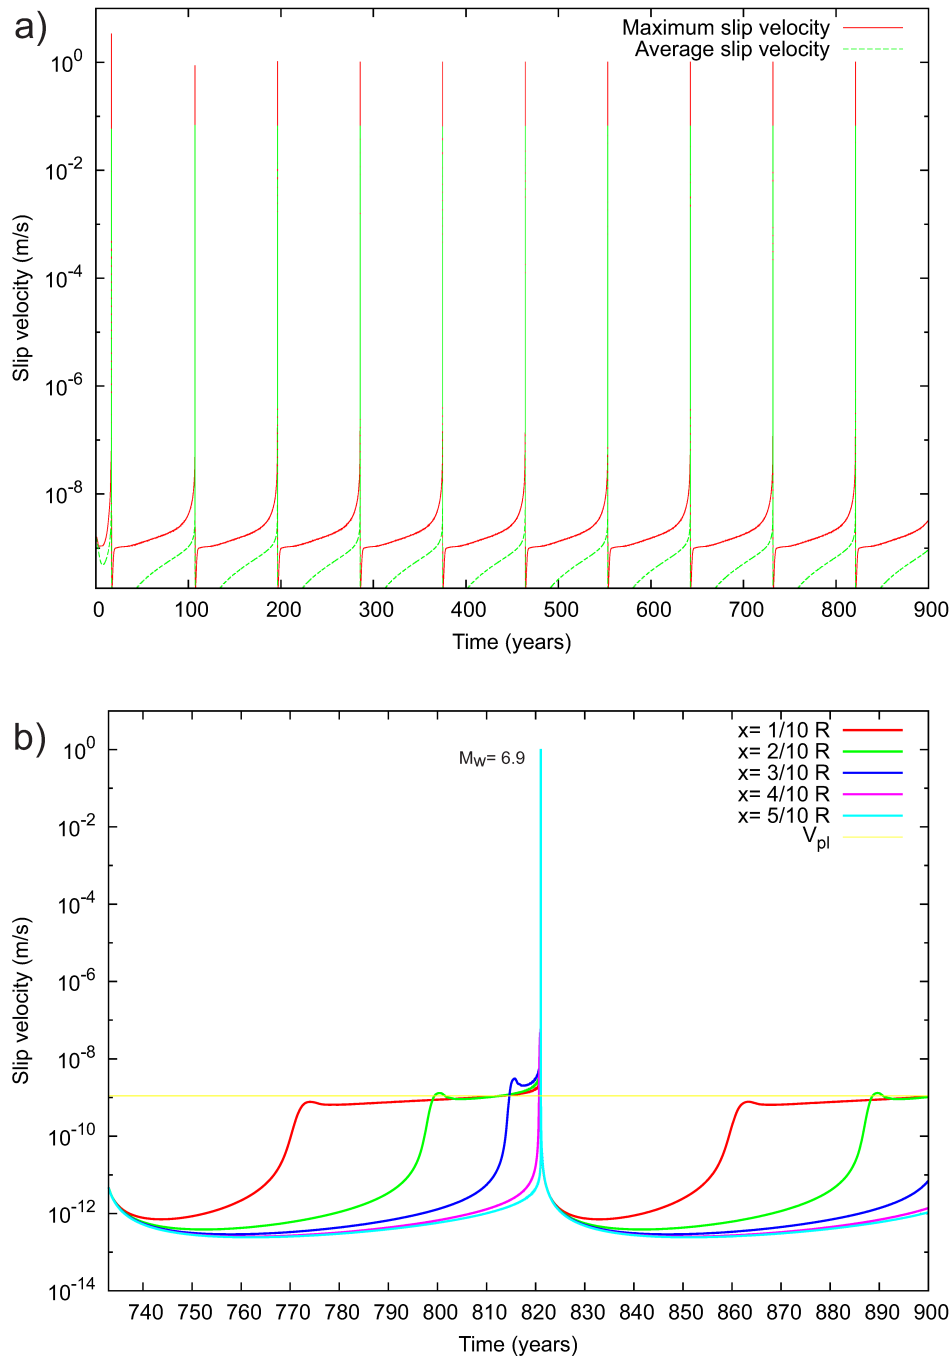 a)
Maximum slip velocity
Average slip velocity
10^0
10^-2
10^-4
10^-6
10^-8
Slip velocity (m/s)
0 100 200 300 400 500 600 700 800 900
Time (years)
b)
Mw= 6.9
x= 1/10 R
x= 2/10 R
x= 3/10 R
x= 4/10 R
x= 5/10 R
V_pl
10^0
10^-2
10^-4
10^-6
10^-8
10^-10
10^-12
10^-14
Slip velocity (m/s)
740 750 760 770 780 790 800 810 820 830 840 850 860 870 880 890 900
Time (years)